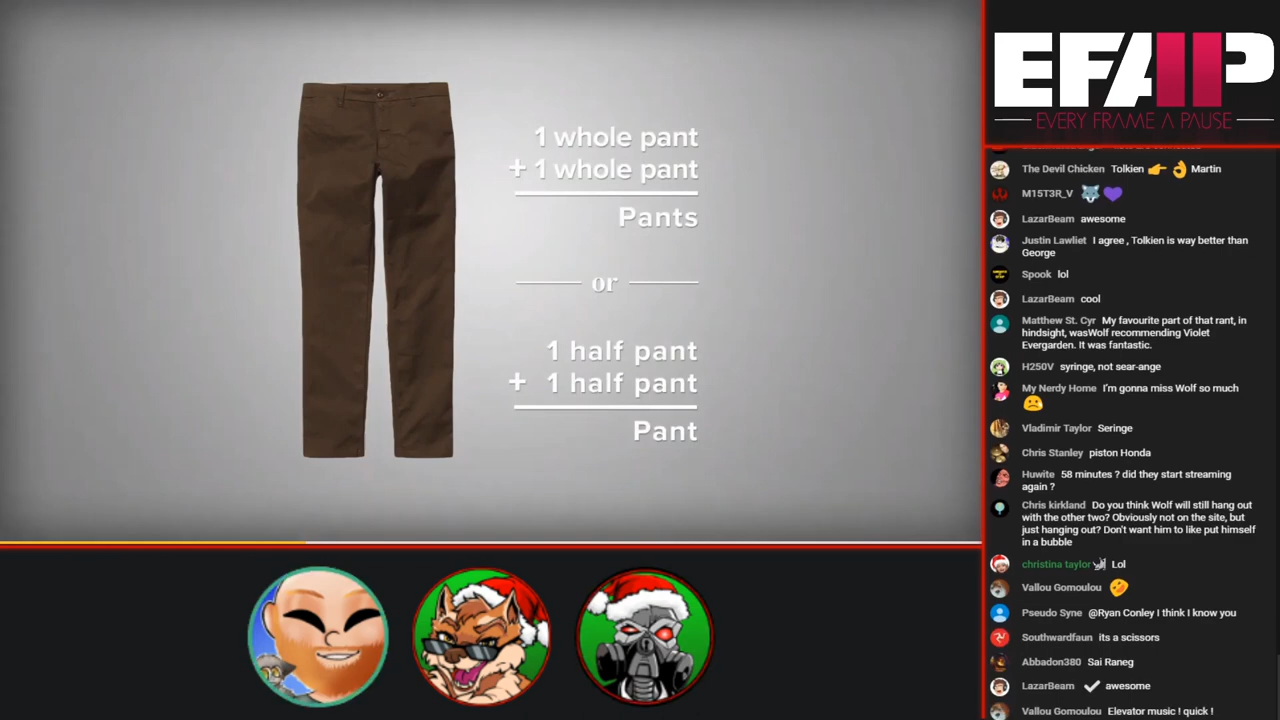 1 whole pant
+ 1 whole pant
Pants
or
1 half pant
+ 1 half pant
Pant
EFAP
EVERY FRAME A PAUSE
The Devil Chicken Tolkien 👉 👌 Martin
M15T3R_V 🐺 💜
LazarBeam awesome
Justin Lawliet I agree , Tolkien is way better than
George
Spook lol
LazarBeam cool
Matthew St. Cyr My favourite part of that rant, in
hindsight, wasWolf recommending Violet
Evergarden. It was fantastic.
H250V syringe, not sear-ange
My Nerdy Home I'm gonna miss Wolf so much
☹️
Vladimir Taylor Seringe
Chris Stanley piston Honda
Huwite 58 minutes ? did they start streaming
again ?
Chris kirkland Do you think Wolf will still hang out
with the other two? Obviously not on the site, but
just hanging out? Don't want him to like put himself
in a bubble
christina taylor Lol
Vallou Gomoulou
Pseudo Syne @Ryan Conley I think I know you
Southwardfaun its a scissors
Abbadon380 Sai Raneg
LazarBeam ✔ awesome
Vallou Gomoulou Elevator music ! quick !